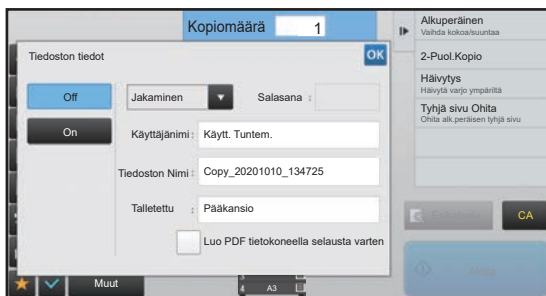 Kopiomäärä 1
Tiedoston tiedot
OK
Off
On
Jakaminen
Salasana :
Käyttäjänimi : Käytt. Tuntem.
Tiedoston Nimi : Copy_20201010_134725
Talletettu : Pääkansio
Luo PDF tietokoneella selausta varten
Alkuperäinen
Vaihda kokoa/suuntaa
2-Puol.Kopio
Häivytys
Häivytä varjo ympäriltä
Tyhjä sivu Ohita
Ohita alk.peräisen tyhjä sivu
CA
Muut
4 A3